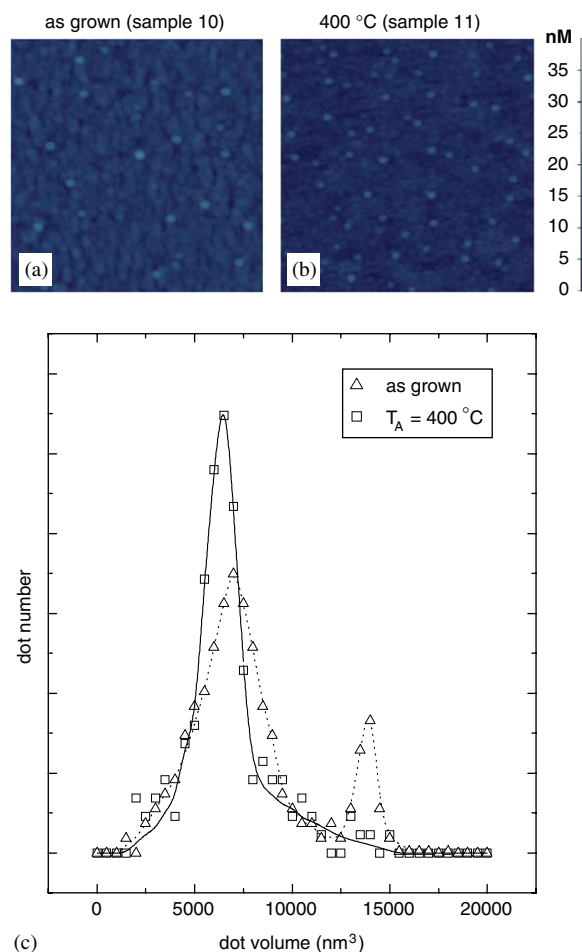 as grown (sample 10)
400 °C (sample 11)
nM
35
30
25
20
15
10
5
0
(a)
(b)
as grown
T_A = 400 °C
dot number
0 5000 10000 15000 20000
dot volume (nm³)
(c)